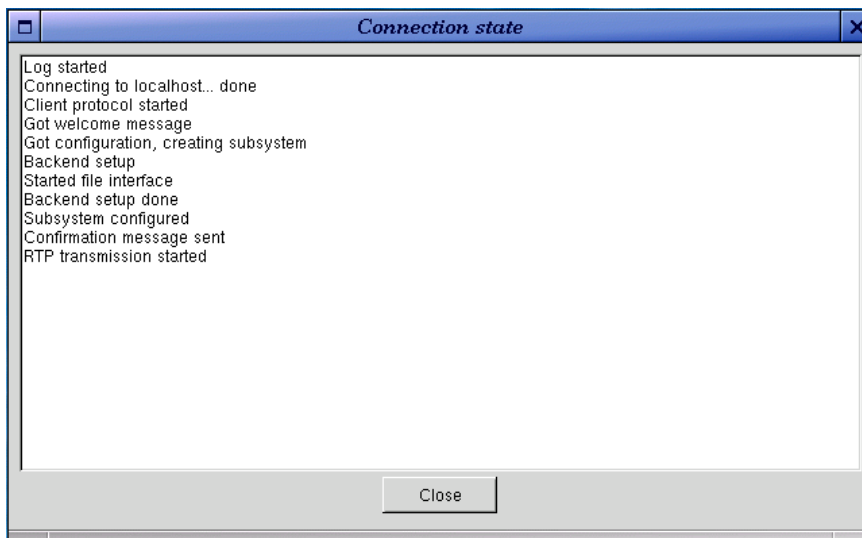 Connection state
Log started
Connecting to localhost... done
Client protocol started
Got welcome message
Got configuration, creating subsystem
Backend setup
Started file interface
Backend setup done
Subsystem configured
Confirmation message sent
RTP transmission started
Close